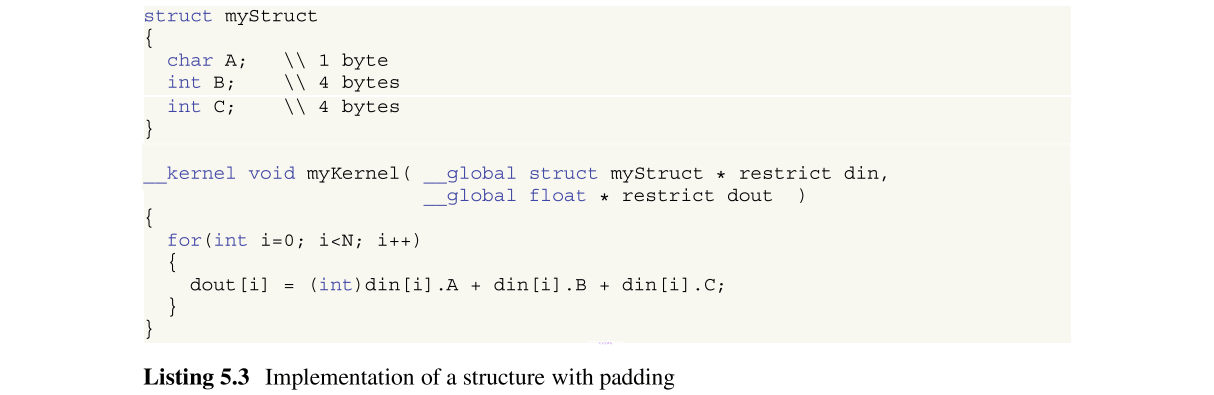 struct myStruct
{
  char A;   \\ 1 byte
  int B;    \\ 4 bytes
  int C;    \\ 4 bytes
}
__kernel void myKernel( __global struct myStruct * restrict din,
                        __global float * restrict dout  )
{
  for(int i=0; i<N; i++)
  {
    dout[i] = (int)din[i].A + din[i].B + din[i].C;
  }
}
Listing 5.3 Implementation of a structure with padding